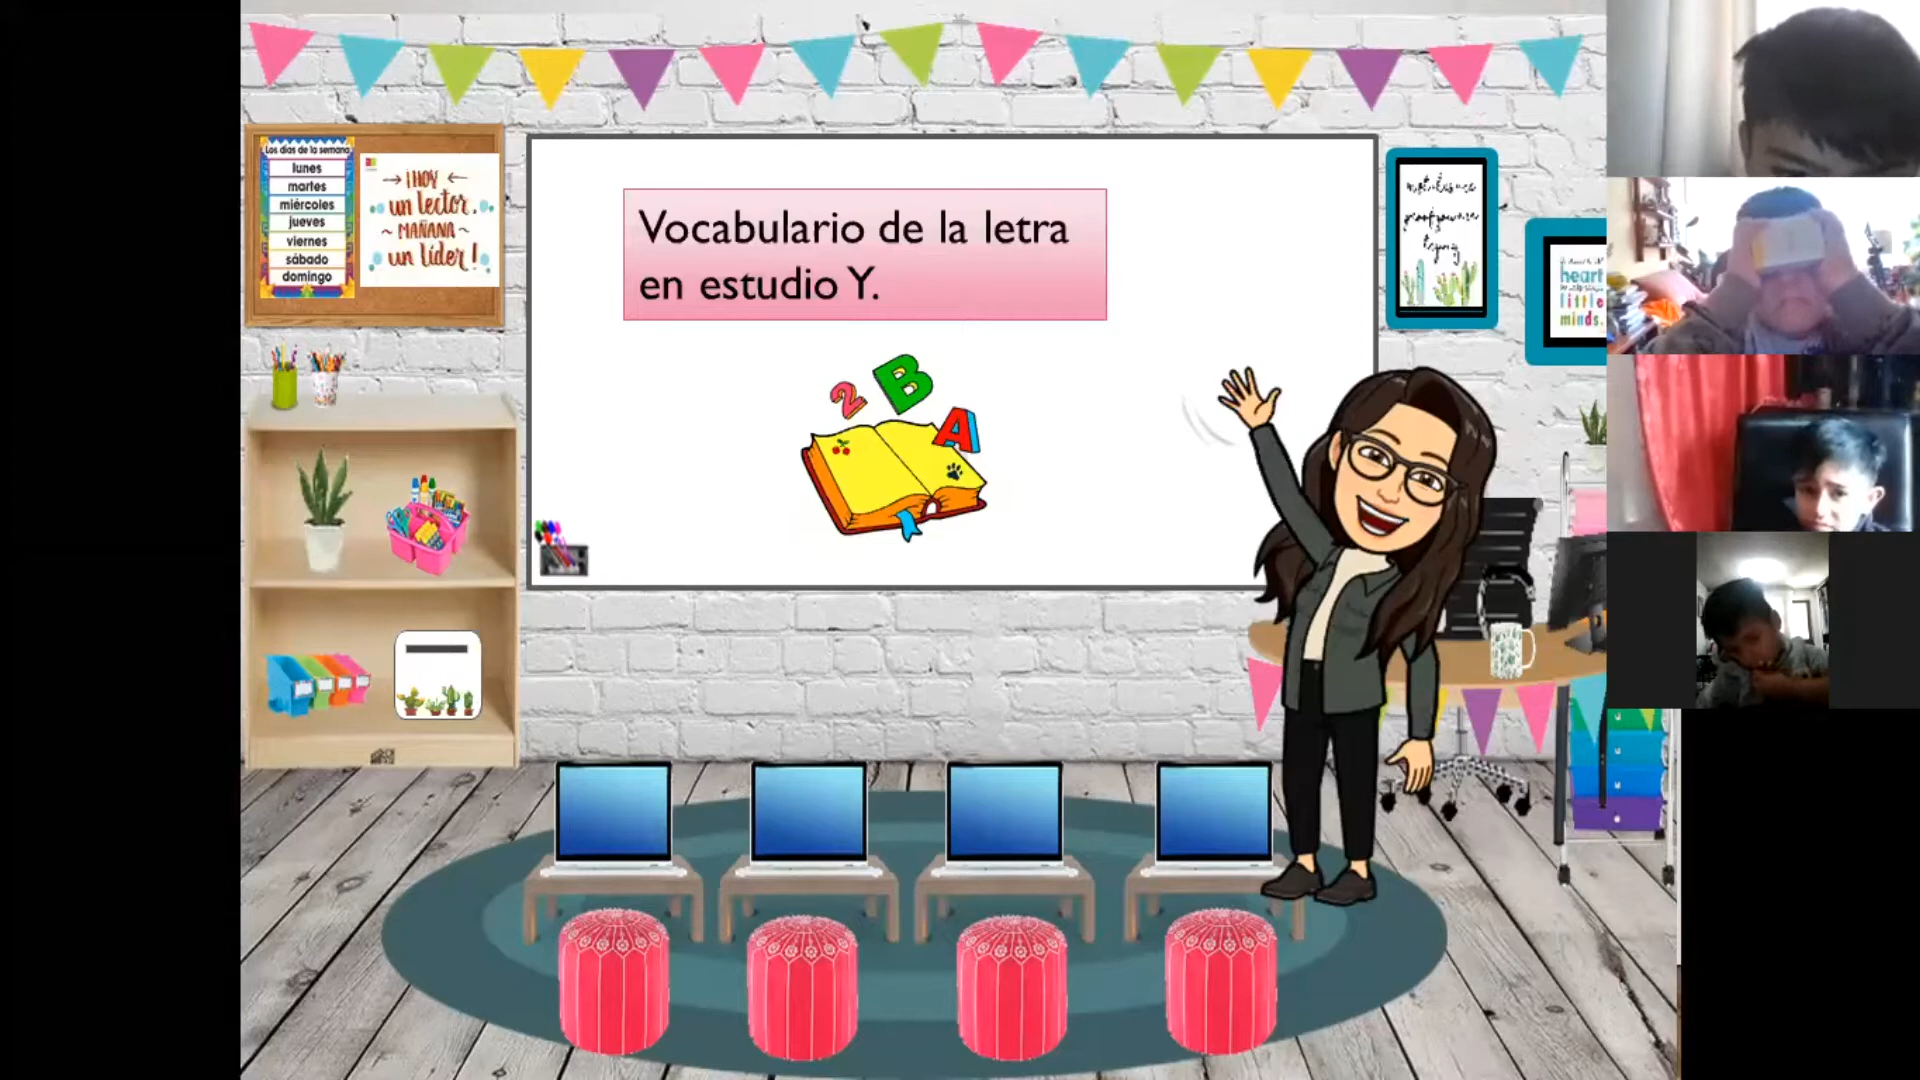 Los días de la semana
lunes
martes
miércoles
jueves
viernes
sábado
domingo
¡HOY
un lector,
MAÑANA
un líder!
Vocabulario de la letra
en estudio Y.
2
B
A
heart
little
minds.